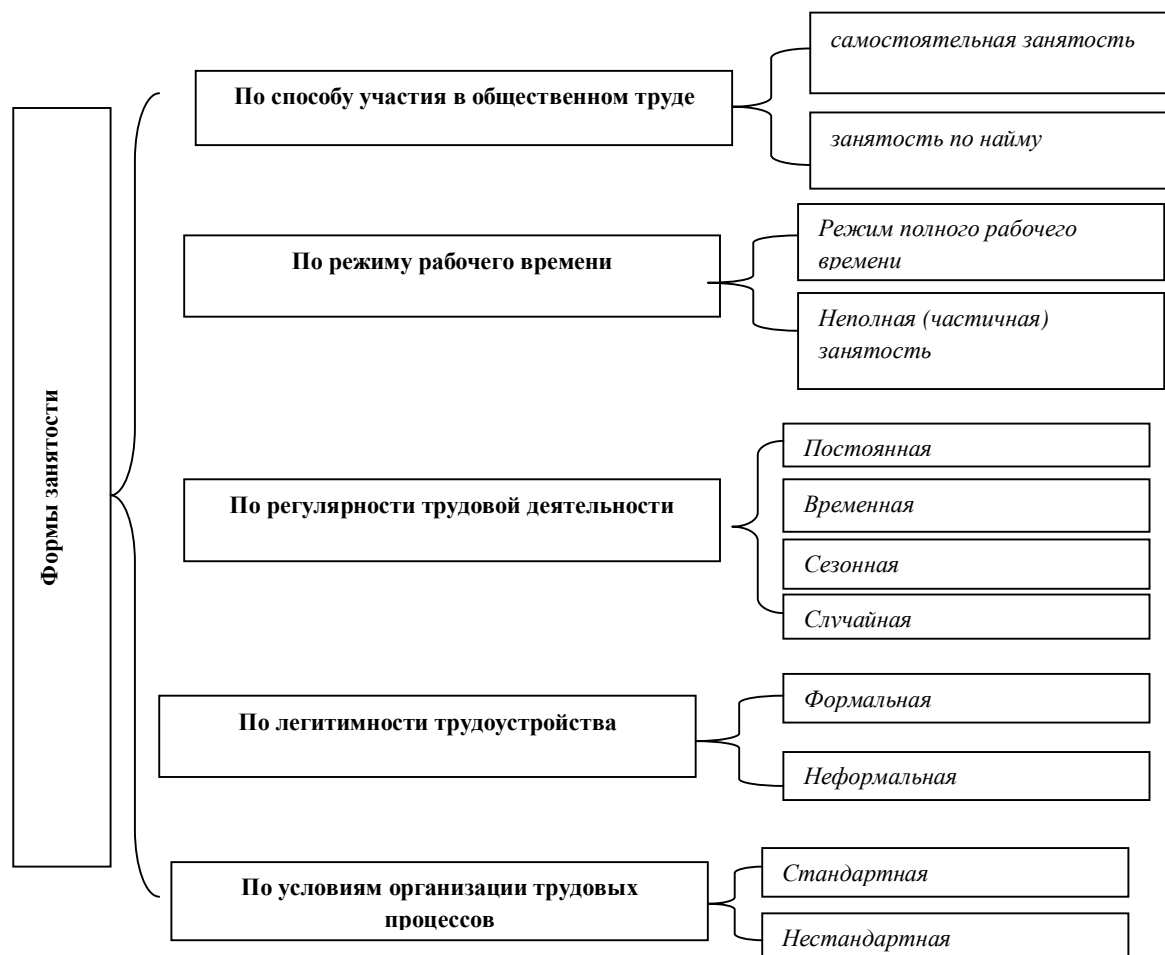 Формы занятости
По способу участия в общественном труде
самостоятельная занятость
занятость по найму
По режиму рабочего времени
Режим полного рабочего
времени
Неполная (частичная)
занятость
По регулярности трудовой деятельности
Постоянная
Временная
Сезонная
Случайная
По легитимности трудоустройства
Формальная
Неформальная
По условиям организации трудовых
процессов
Стандартная
Нестандартная